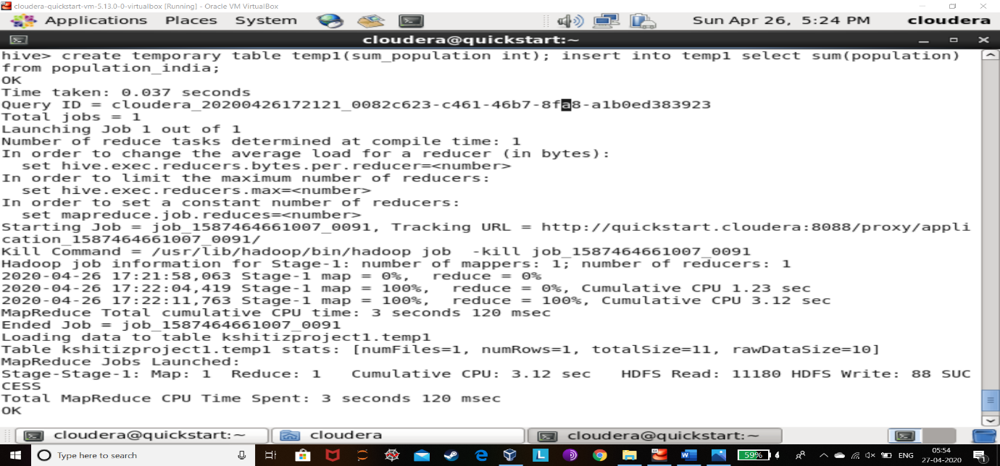 cloudera-quickstart-vm-5.13.0-0-virtualbox [Running] - Oracle VM VirtualBox
Applications Places System Sun Apr 26, 5:24 PM cloudera
cloudera@quickstart:~
hive> create temporary table temp1(sum_population int); insert into temp1 select sum(population)
from population_india;
OK
Time taken: 0.037 seconds
Query ID = cloudera_20200426172121_0082c623-c461-46b7-8fa8-a1b0ed383923
Total jobs = 1
Launching Job 1 out of 1
Number of reduce tasks determined at compile time: 1
In order to change the average load for a reducer (in bytes):
  set hive.exec.reducers.bytes.per.reducer=<number>
In order to limit the maximum number of reducers:
  set hive.exec.reducers.max=<number>
In order to set a constant number of reducers:
  set mapreduce.job.reduces=<number>
Starting Job = job_1587464661007_0091, Tracking URL = http://quickstart.cloudera:8088/proxy/appli
cation_1587464661007_0091/
Kill Command = /usr/lib/hadoop/bin/hadoop job  -kill job_1587464661007_0091
Hadoop job information for Stage-1: number of mappers: 1; number of reducers: 1
2020-04-26 17:21:58,063 Stage-1 map = 0%,  reduce = 0%
2020-04-26 17:22:04,419 Stage-1 map = 100%,  reduce = 0%, Cumulative CPU 1.23 sec
2020-04-26 17:22:11,763 Stage-1 map = 100%,  reduce = 100%, Cumulative CPU 3.12 sec
MapReduce Total cumulative CPU time: 3 seconds 120 msec
Ended Job = job_1587464661007_0091
Loading data to table kshitizproject1.temp1
Table kshitizproject1.temp1 stats: [numFiles=1, numRows=1, totalSize=11, rawDataSize=10]
MapReduce Jobs Launched:
Stage-Stage-1: Map: 1  Reduce: 1   Cumulative CPU: 3.12 sec   HDFS Read: 11180 HDFS Write: 88 SUC
CESS
Total MapReduce CPU Time Spent: 3 seconds 120 msec
OK
cloudera@quickstart:~ cloudera cloudera@quickstart:~
Type here to search 59% ENG 05:54
27-04-2020